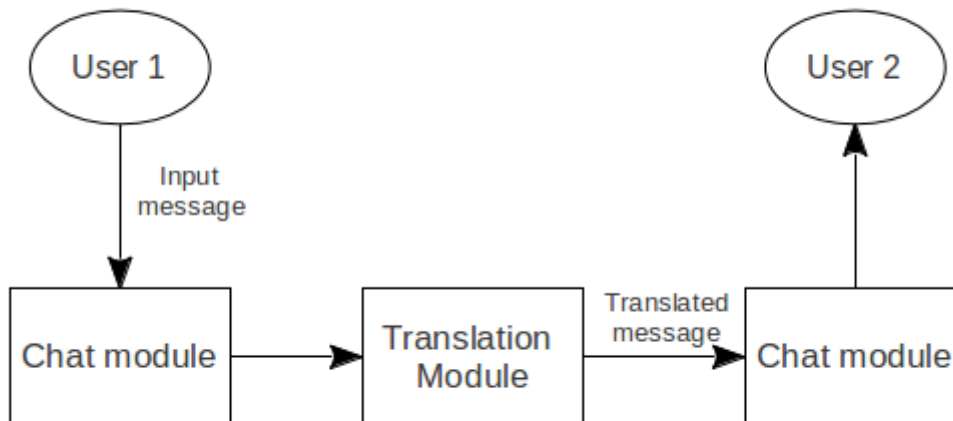 User 1
User 2
Input
message
Chat module
Translation
Module
Translated
message
Chat module